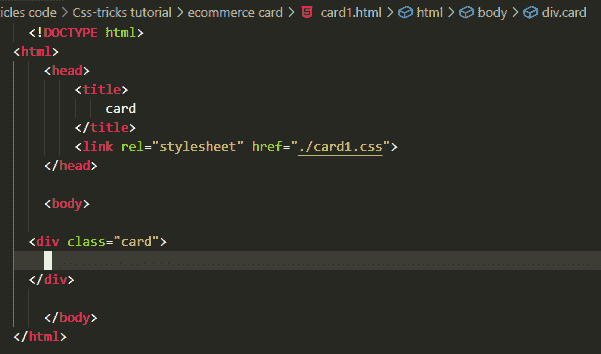 icles code > Css-tricks tutorial > ecommerce card > card1.html > html > body > div.card
<!DOCTYPE html>
<html>
<head>
<title>
card
</title>
<link rel="stylesheet" href="./card1.css">
</head>
<body>
<div class="card">
</div>
</body>
</html>